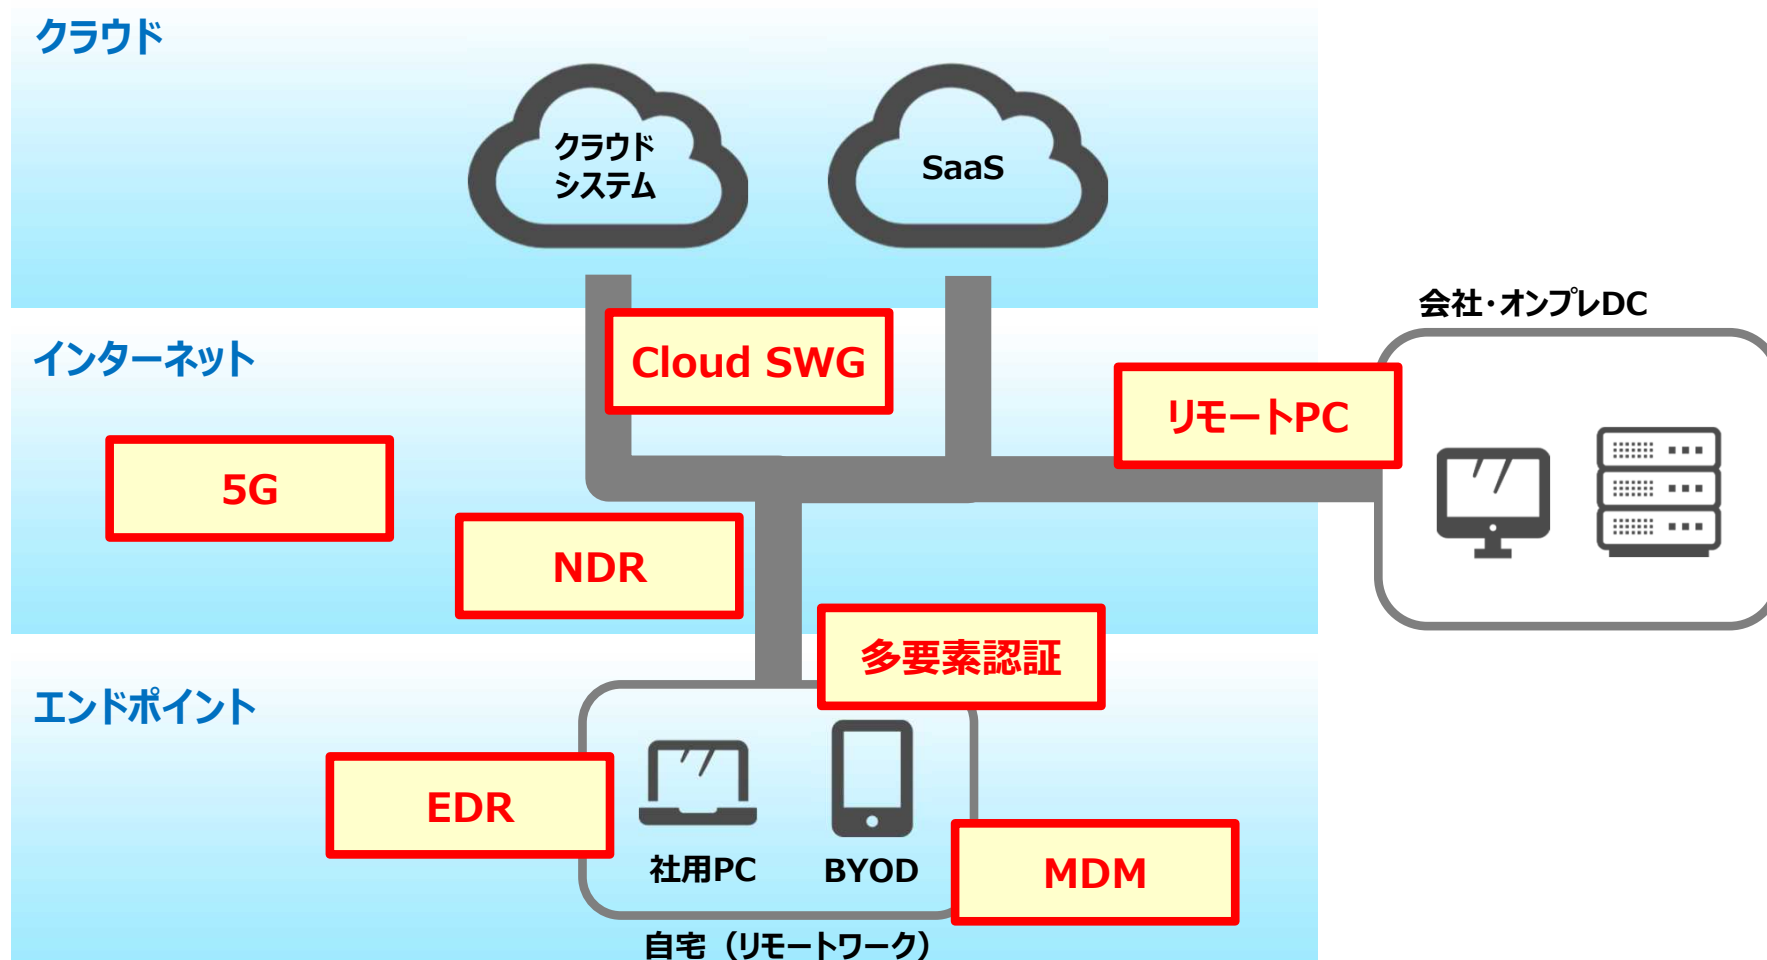 クラウド
クラウド
システム
SaaS
会社・オンプレDC
インターネット
Cloud SWG
リモートPC
5G
NDR
多要素認証
エンドポイント
EDR
社用PC
BYOD
MDM
自宅（リモートワーク）